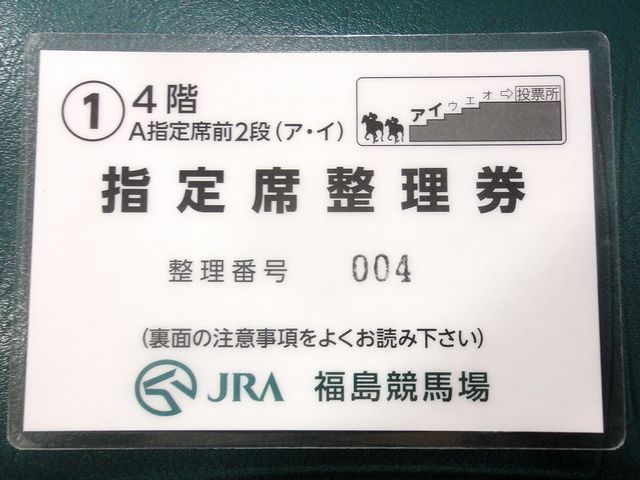 ① 4階
A指定席前2段（ア・イ）
アイウエオ⇨投票所
指定席整理券
整理番号 004
（裏面の注意事項をよくお読み下さい）
JRA 福島競馬場